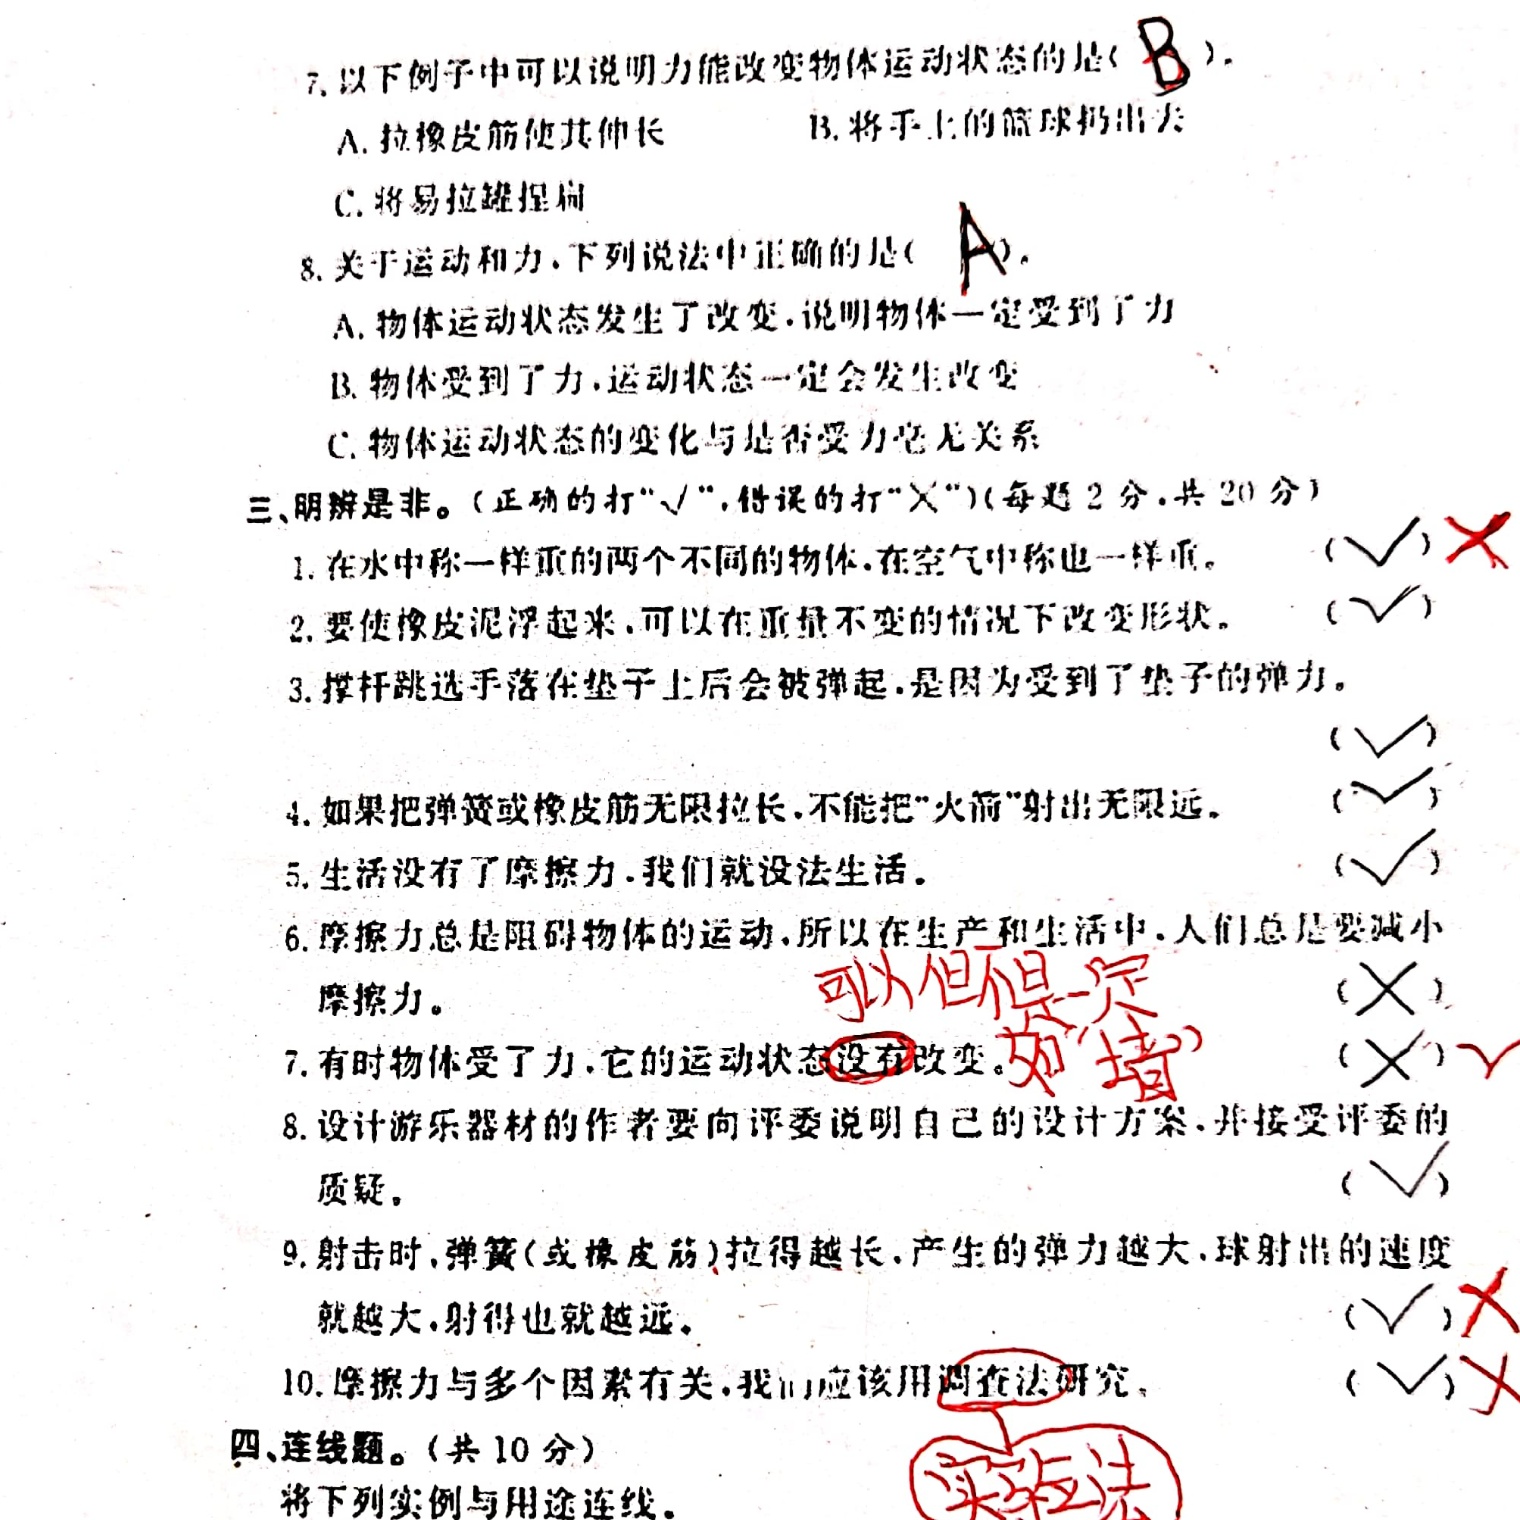 7. 以下例子中可以说明力能改变物体运动状态的是( B )。
A. 拉橡皮筋使其伸长 B. 将手上的篮球扔出去
C. 将易拉罐捏扁
8. 关于运动和力,下列说法中正确的是( A )。
A. 物体运动状态发生了改变,说明物体一定受到了力
B. 物体受到了力,运动状态一定会发生改变
C. 物体运动状态的变化与是否受力毫无关系
三、明辨是非。(正确的打“√”,错误的打“X”)(每题 2 分,共 20 分)
1. 在水中称一样重的两个不同的物体,在空气中称也一样重。 (√) ✗
2. 要使橡皮泥浮起来,可以在重量不变的情况下改变形状。 (√)
3. 撑杆跳选手落在垫子上后会被弹起,是因为受到了垫子的弹力。
(√)
4. 如果把弹簧或橡皮筋无限拉长,不能把“火箭”射出无限远。 (√)
5. 生活没有了摩擦力,我们就没法生活。 (√)
6. 摩擦力总是阻碍物体的运动,所以在生产和生活中,人们总是要减小
摩擦力。 可以但不是一定 (×)
7. 有时物体受了力,它的运动状态没有改变。如“墙” (×) ✓
8. 设计游乐器材的作者要向评委说明自己的设计方案,并接受评委的
质疑。 (√)
9. 射击时,弹簧(或橡皮筋)拉得越长,产生的弹力越大,球射出的速度
就越大,射得也就越远。 (√) ✗
10. 摩擦力与多个因素有关,我们应该用调查法研究。 (√) ✗
四、连线题。(共 10 分)
实验法
将下列实例与用途连线。